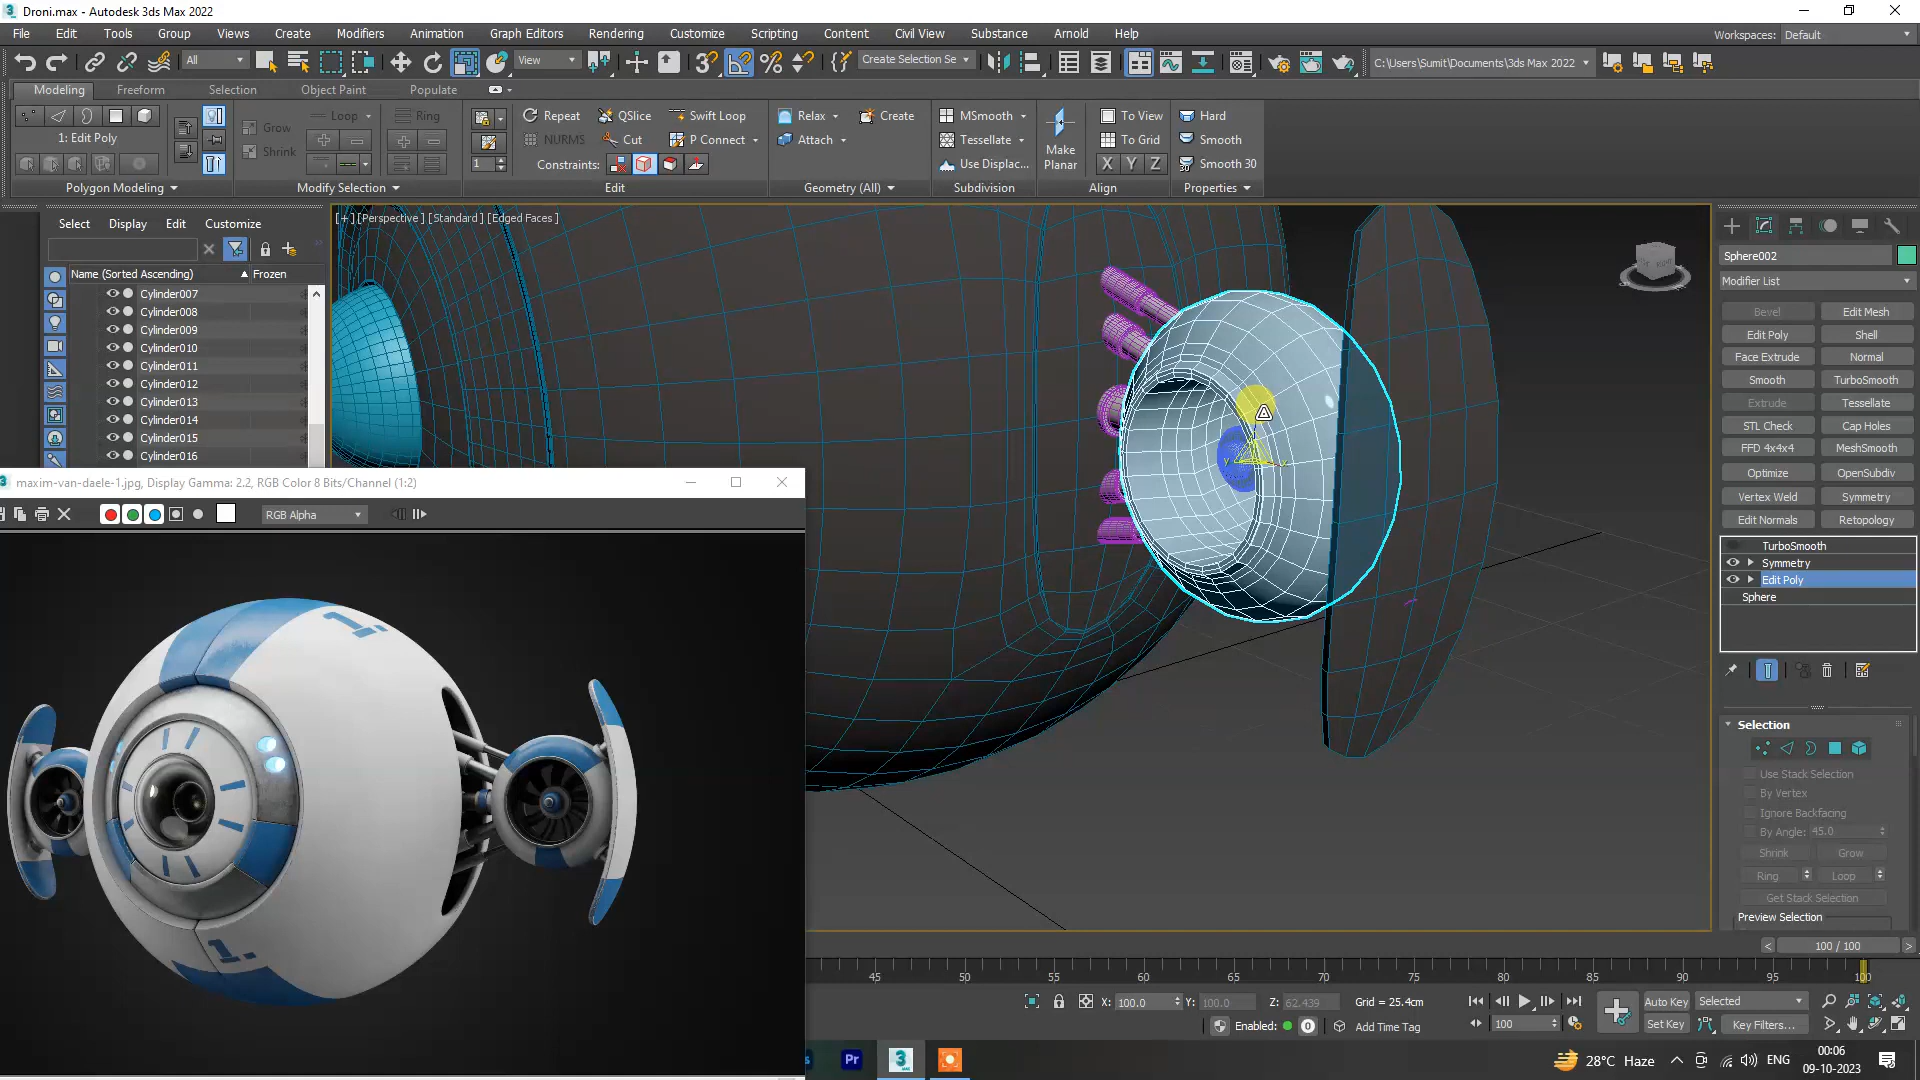 Droni.max - Autodesk 3ds Max 2022
File Edit Tools Group Views Create Modifiers Animation Graph Editors Rendering Customize Scripting Content Civil View Substance Arnold Help
Workspaces: Default
All View Create Selection Se C:\Users\Sumit\Documents\3ds Max 2022
Modeling Freeform Selection Object Paint Populate
Loop Ring Repeat QSlice Swift Loop Relax Create MSmooth To View Hard
1: Edit Poly Grow NURMS Cut P Connect Attach Tessellate Make Planar To Grid Smooth
Shrink 1 Constraints: Use Displac... X Y Z Smooth 30
Polygon Modeling Modify Selection Edit Geometry (All) Subdivision Align Properties
Select Display Edit Customize
[+] [Perspective] [Standard] [Edged Faces]
Name (Sorted Ascending) Frozen
Cylinder007
Cylinder008
Cylinder009
Cylinder010
Cylinder011
Cylinder012
Cylinder013
Cylinder014
Cylinder015
Cylinder016
maxim-van-daele-1.jpg, Display Gamma: 2.2, RGB Color 8 Bits/Channel (1:2)
RGB Alpha
1.
1.
Sphere002
Modifier List
Bevel Edit Mesh
Edit Poly Shell
Face Extrude Normal
Smooth TurboSmooth
Extrude Tessellate
STL Check Cap Holes
FFD 4x4x4 MeshSmooth
Optimize OpenSubdiv
Vertex Weld Symmetry
Edit Normals Retopology
TurboSmooth
Symmetry
Edit Poly
Sphere
Selection
Use Stack Selection
By Vertex
Ignore Backfacing
By Angle: 45.0
Shrink Grow
Ring Loop
Get Stack Selection
Preview Selection
< 100 / 100 >
45 50 55 60 65 70 75 80 85 90 95 100
X: 100.0 Y: 100.0 Z: 62.439 Grid = 25.4cm Auto Key Selected
Enabled: 0 Add Time Tag 100 Set Key Key Filters...
Pr 3 28°C Haze ENG 00:06
09-10-2023